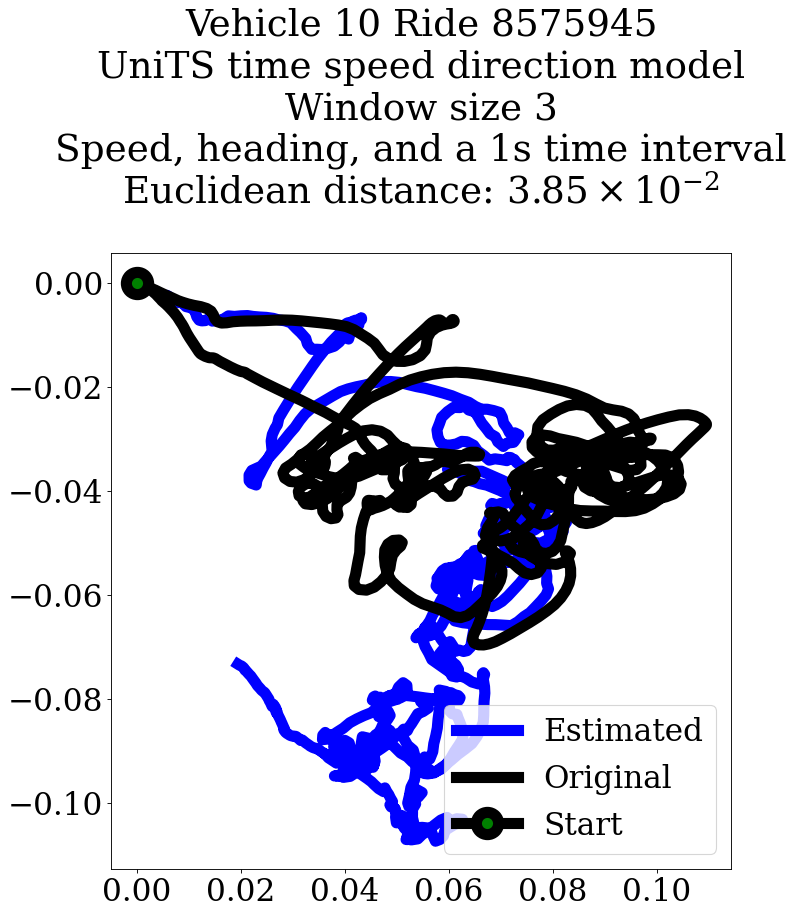 Vehicle 10 Ride 8575945
UniTS time speed direction model
Window size 3
Speed, heading, and a 1s time interval
Euclidean distance: 3.85 × 10⁻²
0.00
−0.02
−0.04
−0.06
−0.08
−0.10
Estimated
Original
Start
0.00 0.02 0.04 0.06 0.08 0.10